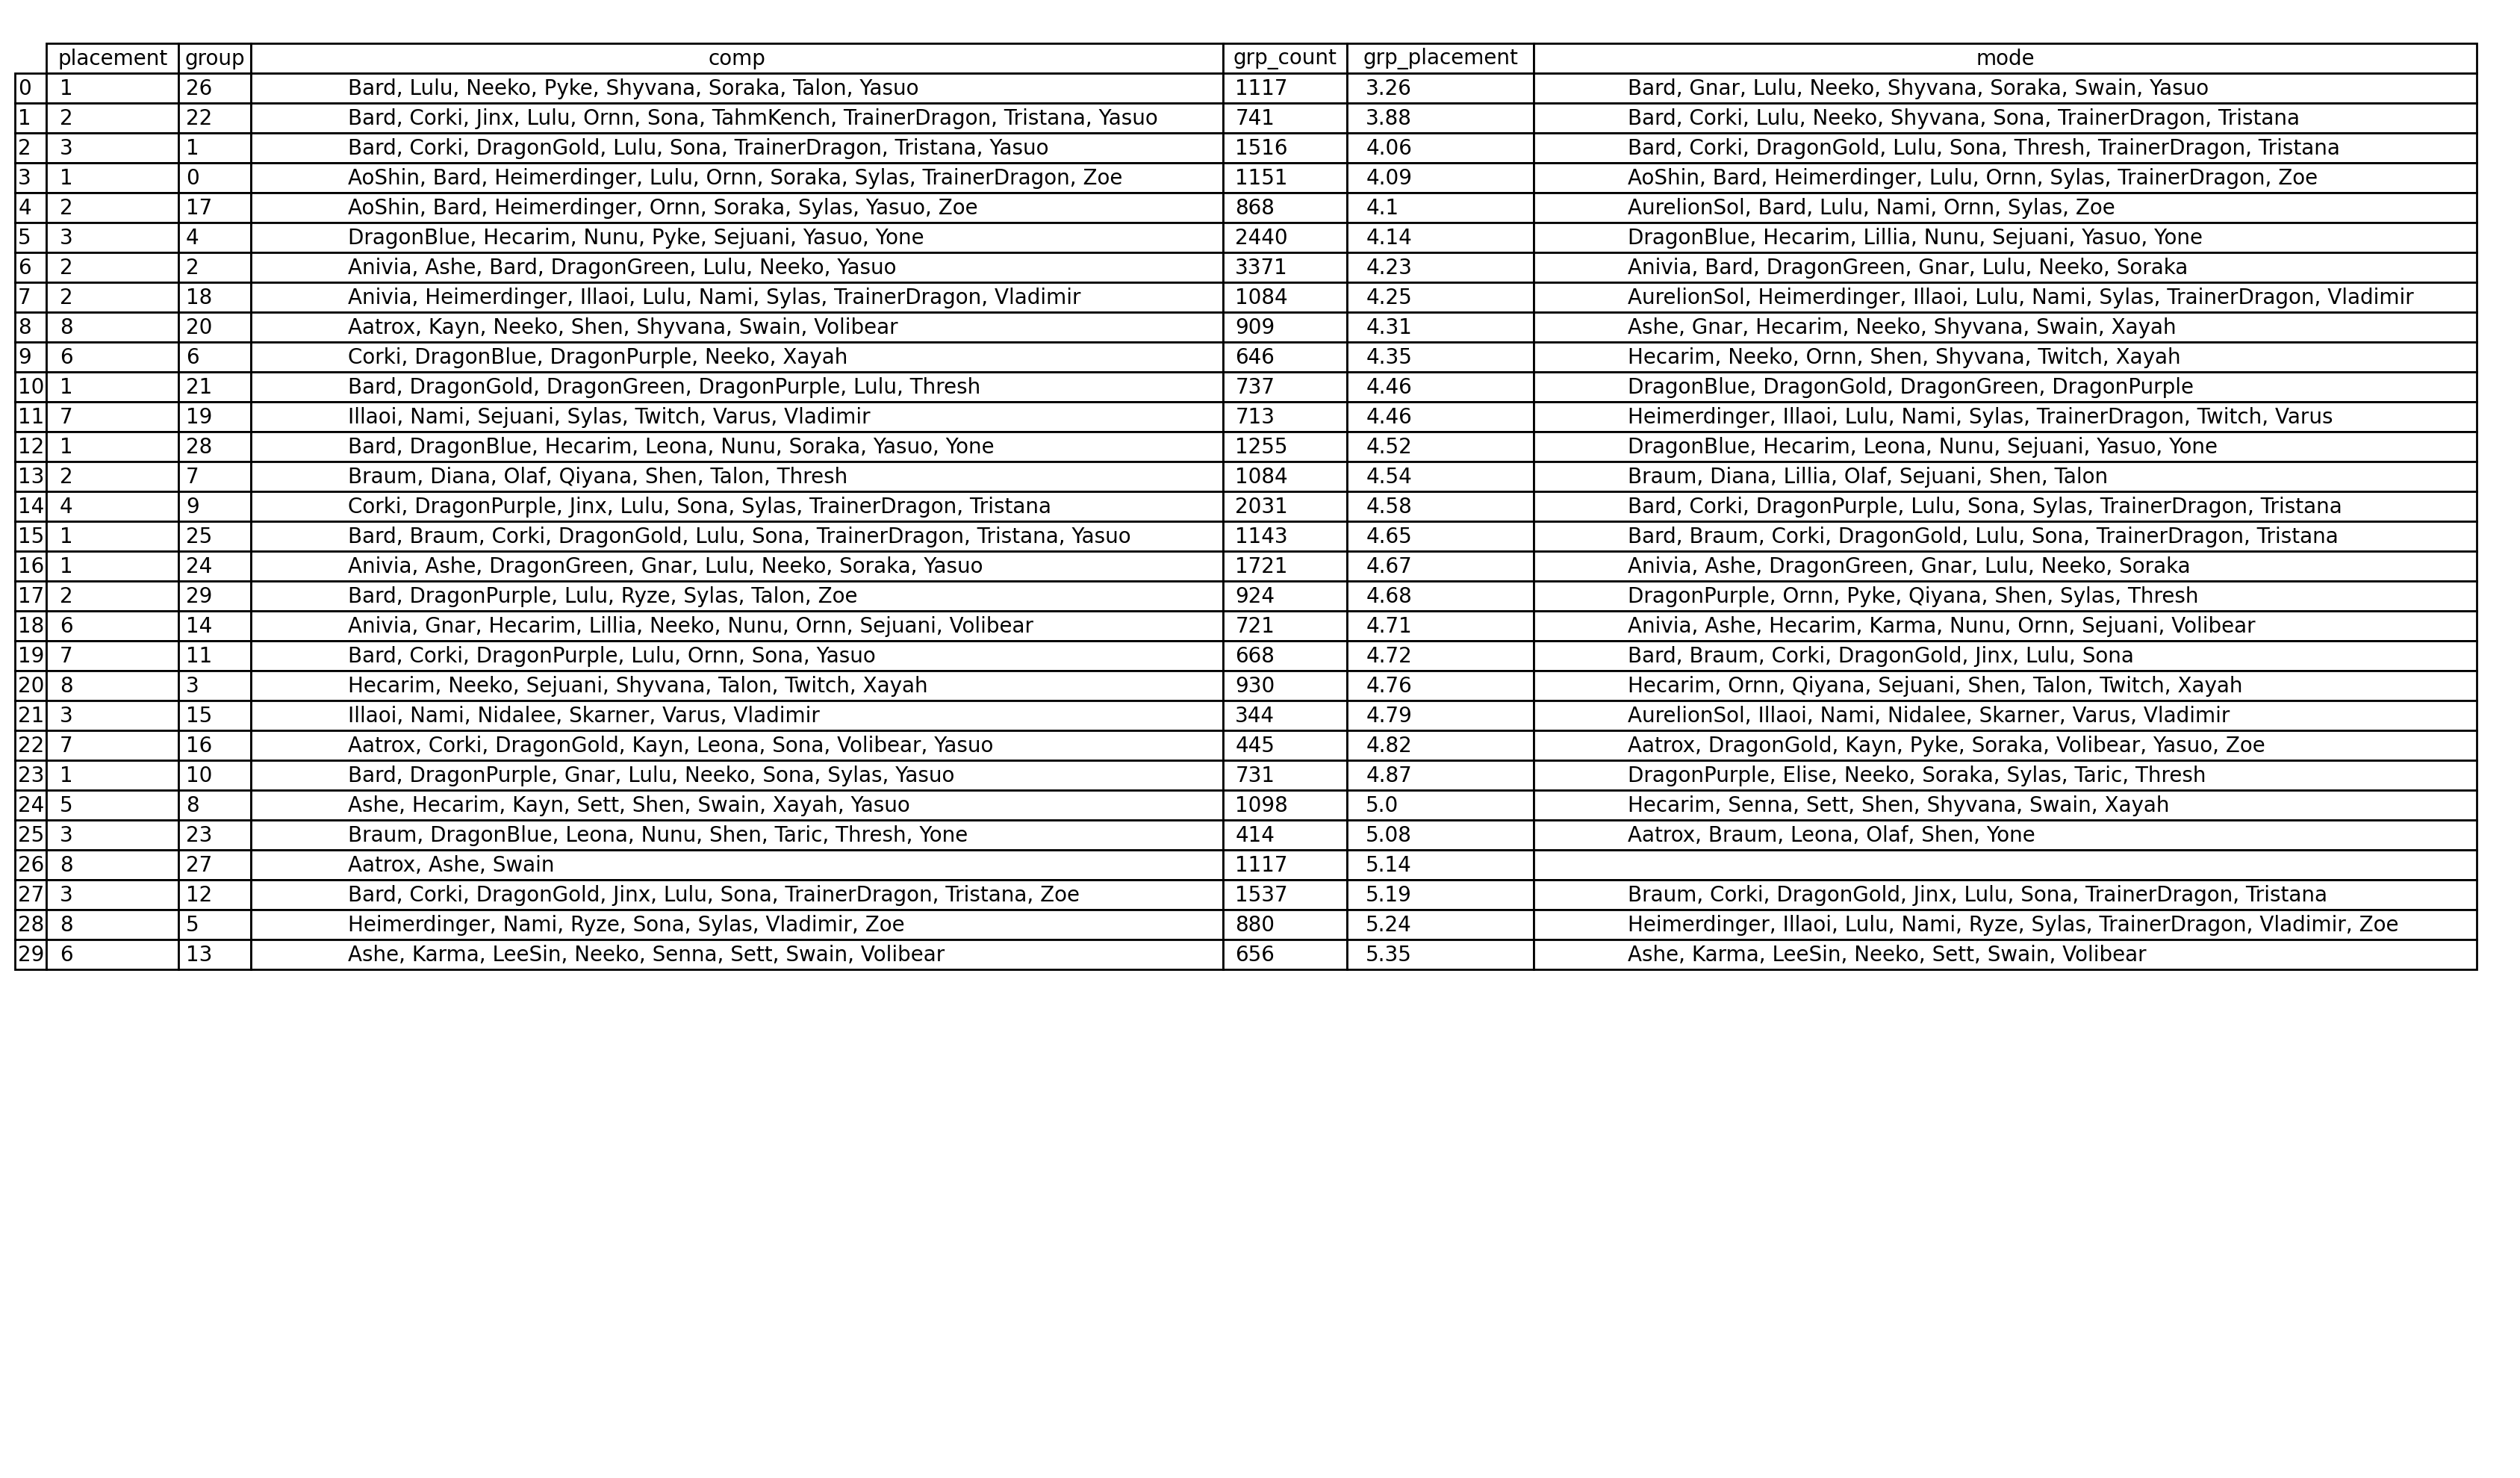 placement group comp grp_count grp_placement mode
0 1 26 Bard, Lulu, Neeko, Pyke, Shyvana, Soraka, Talon, Yasuo 1117 3.26 Bard, Gnar, Lulu, Neeko, Shyvana, Soraka, Swain, Yasuo
1 2 22 Bard, Corki, Jinx, Lulu, Ornn, Sona, TahmKench, TrainerDragon, Tristana, Yasuo 741 3.88 Bard, Corki, Lulu, Neeko, Shyvana, Sona, TrainerDragon, Tristana
2 3 1 Bard, Corki, DragonGold, Lulu, Sona, TrainerDragon, Tristana, Yasuo 1516 4.06 Bard, Corki, DragonGold, Lulu, Sona, Thresh, TrainerDragon, Tristana
3 1 0 AoShin, Bard, Heimerdinger, Lulu, Ornn, Soraka, Sylas, TrainerDragon, Zoe 1151 4.09 AoShin, Bard, Heimerdinger, Lulu, Ornn, Sylas, TrainerDragon, Zoe
4 2 17 AoShin, Bard, Heimerdinger, Ornn, Soraka, Sylas, Yasuo, Zoe 868 4.1 AurelionSol, Bard, Lulu, Nami, Ornn, Sylas, Zoe
5 3 4 DragonBlue, Hecarim, Nunu, Pyke, Sejuani, Yasuo, Yone 2440 4.14 DragonBlue, Hecarim, Lillia, Nunu, Sejuani, Yasuo, Yone
6 2 2 Anivia, Ashe, Bard, DragonGreen, Lulu, Neeko, Yasuo 3371 4.23 Anivia, Bard, DragonGreen, Gnar, Lulu, Neeko, Soraka
7 2 18 Anivia, Heimerdinger, Illaoi, Lulu, Nami, Sylas, TrainerDragon, Vladimir 1084 4.25 AurelionSol, Heimerdinger, Illaoi, Lulu, Nami, Sylas, TrainerDragon, Vladimir
8 8 20 Aatrox, Kayn, Neeko, Shen, Shyvana, Swain, Volibear 909 4.31 Ashe, Gnar, Hecarim, Neeko, Shyvana, Swain, Xayah
9 6 6 Corki, DragonBlue, DragonPurple, Neeko, Xayah 646 4.35 Hecarim, Neeko, Ornn, Shen, Shyvana, Twitch, Xayah
10 1 21 Bard, DragonGold, DragonGreen, DragonPurple, Lulu, Thresh 737 4.46 DragonBlue, DragonGold, DragonGreen, DragonPurple
11 7 19 Illaoi, Nami, Sejuani, Sylas, Twitch, Varus, Vladimir 713 4.46 Heimerdinger, Illaoi, Lulu, Nami, Sylas, TrainerDragon, Twitch, Varus
12 1 28 Bard, DragonBlue, Hecarim, Leona, Nunu, Soraka, Yasuo, Yone 1255 4.52 DragonBlue, Hecarim, Leona, Nunu, Sejuani, Yasuo, Yone
13 2 7 Braum, Diana, Olaf, Qiyana, Shen, Talon, Thresh 1084 4.54 Braum, Diana, Lillia, Olaf, Sejuani, Shen, Talon
14 4 9 Corki, DragonPurple, Jinx, Lulu, Sona, Sylas, TrainerDragon, Tristana 2031 4.58 Bard, Corki, DragonPurple, Lulu, Sona, Sylas, TrainerDragon, Tristana
15 1 25 Bard, Braum, Corki, DragonGold, Lulu, Sona, TrainerDragon, Tristana, Yasuo 1143 4.65 Bard, Braum, Corki, DragonGold, Lulu, Sona, TrainerDragon, Tristana
16 1 24 Anivia, Ashe, DragonGreen, Gnar, Lulu, Neeko, Soraka, Yasuo 1721 4.67 Anivia, Ashe, DragonGreen, Gnar, Lulu, Neeko, Soraka
17 2 29 Bard, DragonPurple, Lulu, Ryze, Sylas, Talon, Zoe 924 4.68 DragonPurple, Ornn, Pyke, Qiyana, Shen, Sylas, Thresh
18 6 14 Anivia, Gnar, Hecarim, Lillia, Neeko, Nunu, Ornn, Sejuani, Volibear 721 4.71 Anivia, Ashe, Hecarim, Karma, Nunu, Ornn, Sejuani, Volibear
19 7 11 Bard, Corki, DragonPurple, Lulu, Ornn, Sona, Yasuo 668 4.72 Bard, Braum, Corki, DragonGold, Jinx, Lulu, Sona
20 8 3 Hecarim, Neeko, Sejuani, Shyvana, Talon, Twitch, Xayah 930 4.76 Hecarim, Ornn, Qiyana, Sejuani, Shen, Talon, Twitch, Xayah
21 3 15 Illaoi, Nami, Nidalee, Skarner, Varus, Vladimir 344 4.79 AurelionSol, Illaoi, Nami, Nidalee, Skarner, Varus, Vladimir
22 7 16 Aatrox, Corki, DragonGold, Kayn, Leona, Sona, Volibear, Yasuo 445 4.82 Aatrox, DragonGold, Kayn, Pyke, Soraka, Volibear, Yasuo, Zoe
23 1 10 Bard, DragonPurple, Gnar, Lulu, Neeko, Sona, Sylas, Yasuo 731 4.87 DragonPurple, Elise, Neeko, Soraka, Sylas, Taric, Thresh
24 5 8 Ashe, Hecarim, Kayn, Sett, Shen, Swain, Xayah, Yasuo 1098 5.0 Hecarim, Senna, Sett, Shen, Shyvana, Swain, Xayah
25 3 23 Braum, DragonBlue, Leona, Nunu, Shen, Taric, Thresh, Yone 414 5.08 Aatrox, Braum, Leona, Olaf, Shen, Yone
26 8 27 Aatrox, Ashe, Swain 1117 5.14
27 3 12 Bard, Corki, DragonGold, Jinx, Lulu, Sona, TrainerDragon, Tristana, Zoe 1537 5.19 Braum, Corki, DragonGold, Jinx, Lulu, Sona, TrainerDragon, Tristana
28 8 5 Heimerdinger, Nami, Ryze, Sona, Sylas, Vladimir, Zoe 880 5.24 Heimerdinger, Illaoi, Lulu, Nami, Ryze, Sylas, TrainerDragon, Vladimir, Zoe
29 6 13 Ashe, Karma, LeeSin, Neeko, Senna, Sett, Swain, Volibear 656 5.35 Ashe, Karma, LeeSin, Neeko, Sett, Swain, Volibear